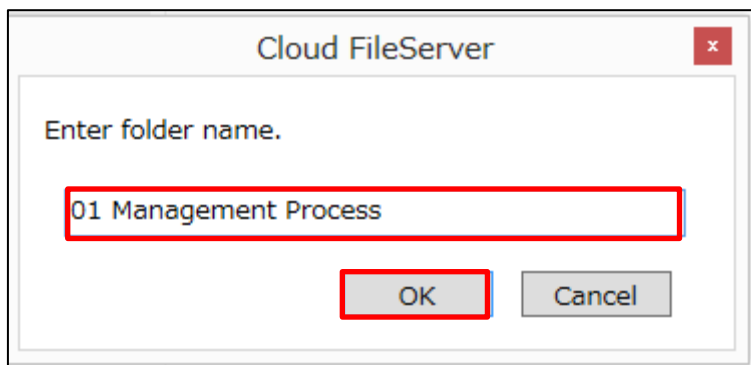 Cloud FileServer
x
Enter folder name.
01 Management Process
OK
Cancel